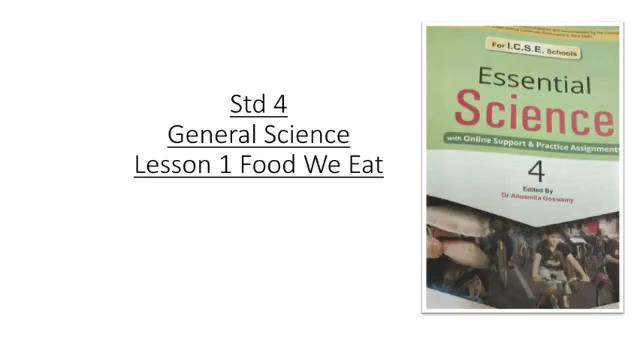 Std 4
General Science
Lesson 1 Food We Eat
For I.C.S.E. Schools
Essential
Science
with Online Support & Practice Assignments
4
Edited By
Dr Anusmita Goswamy